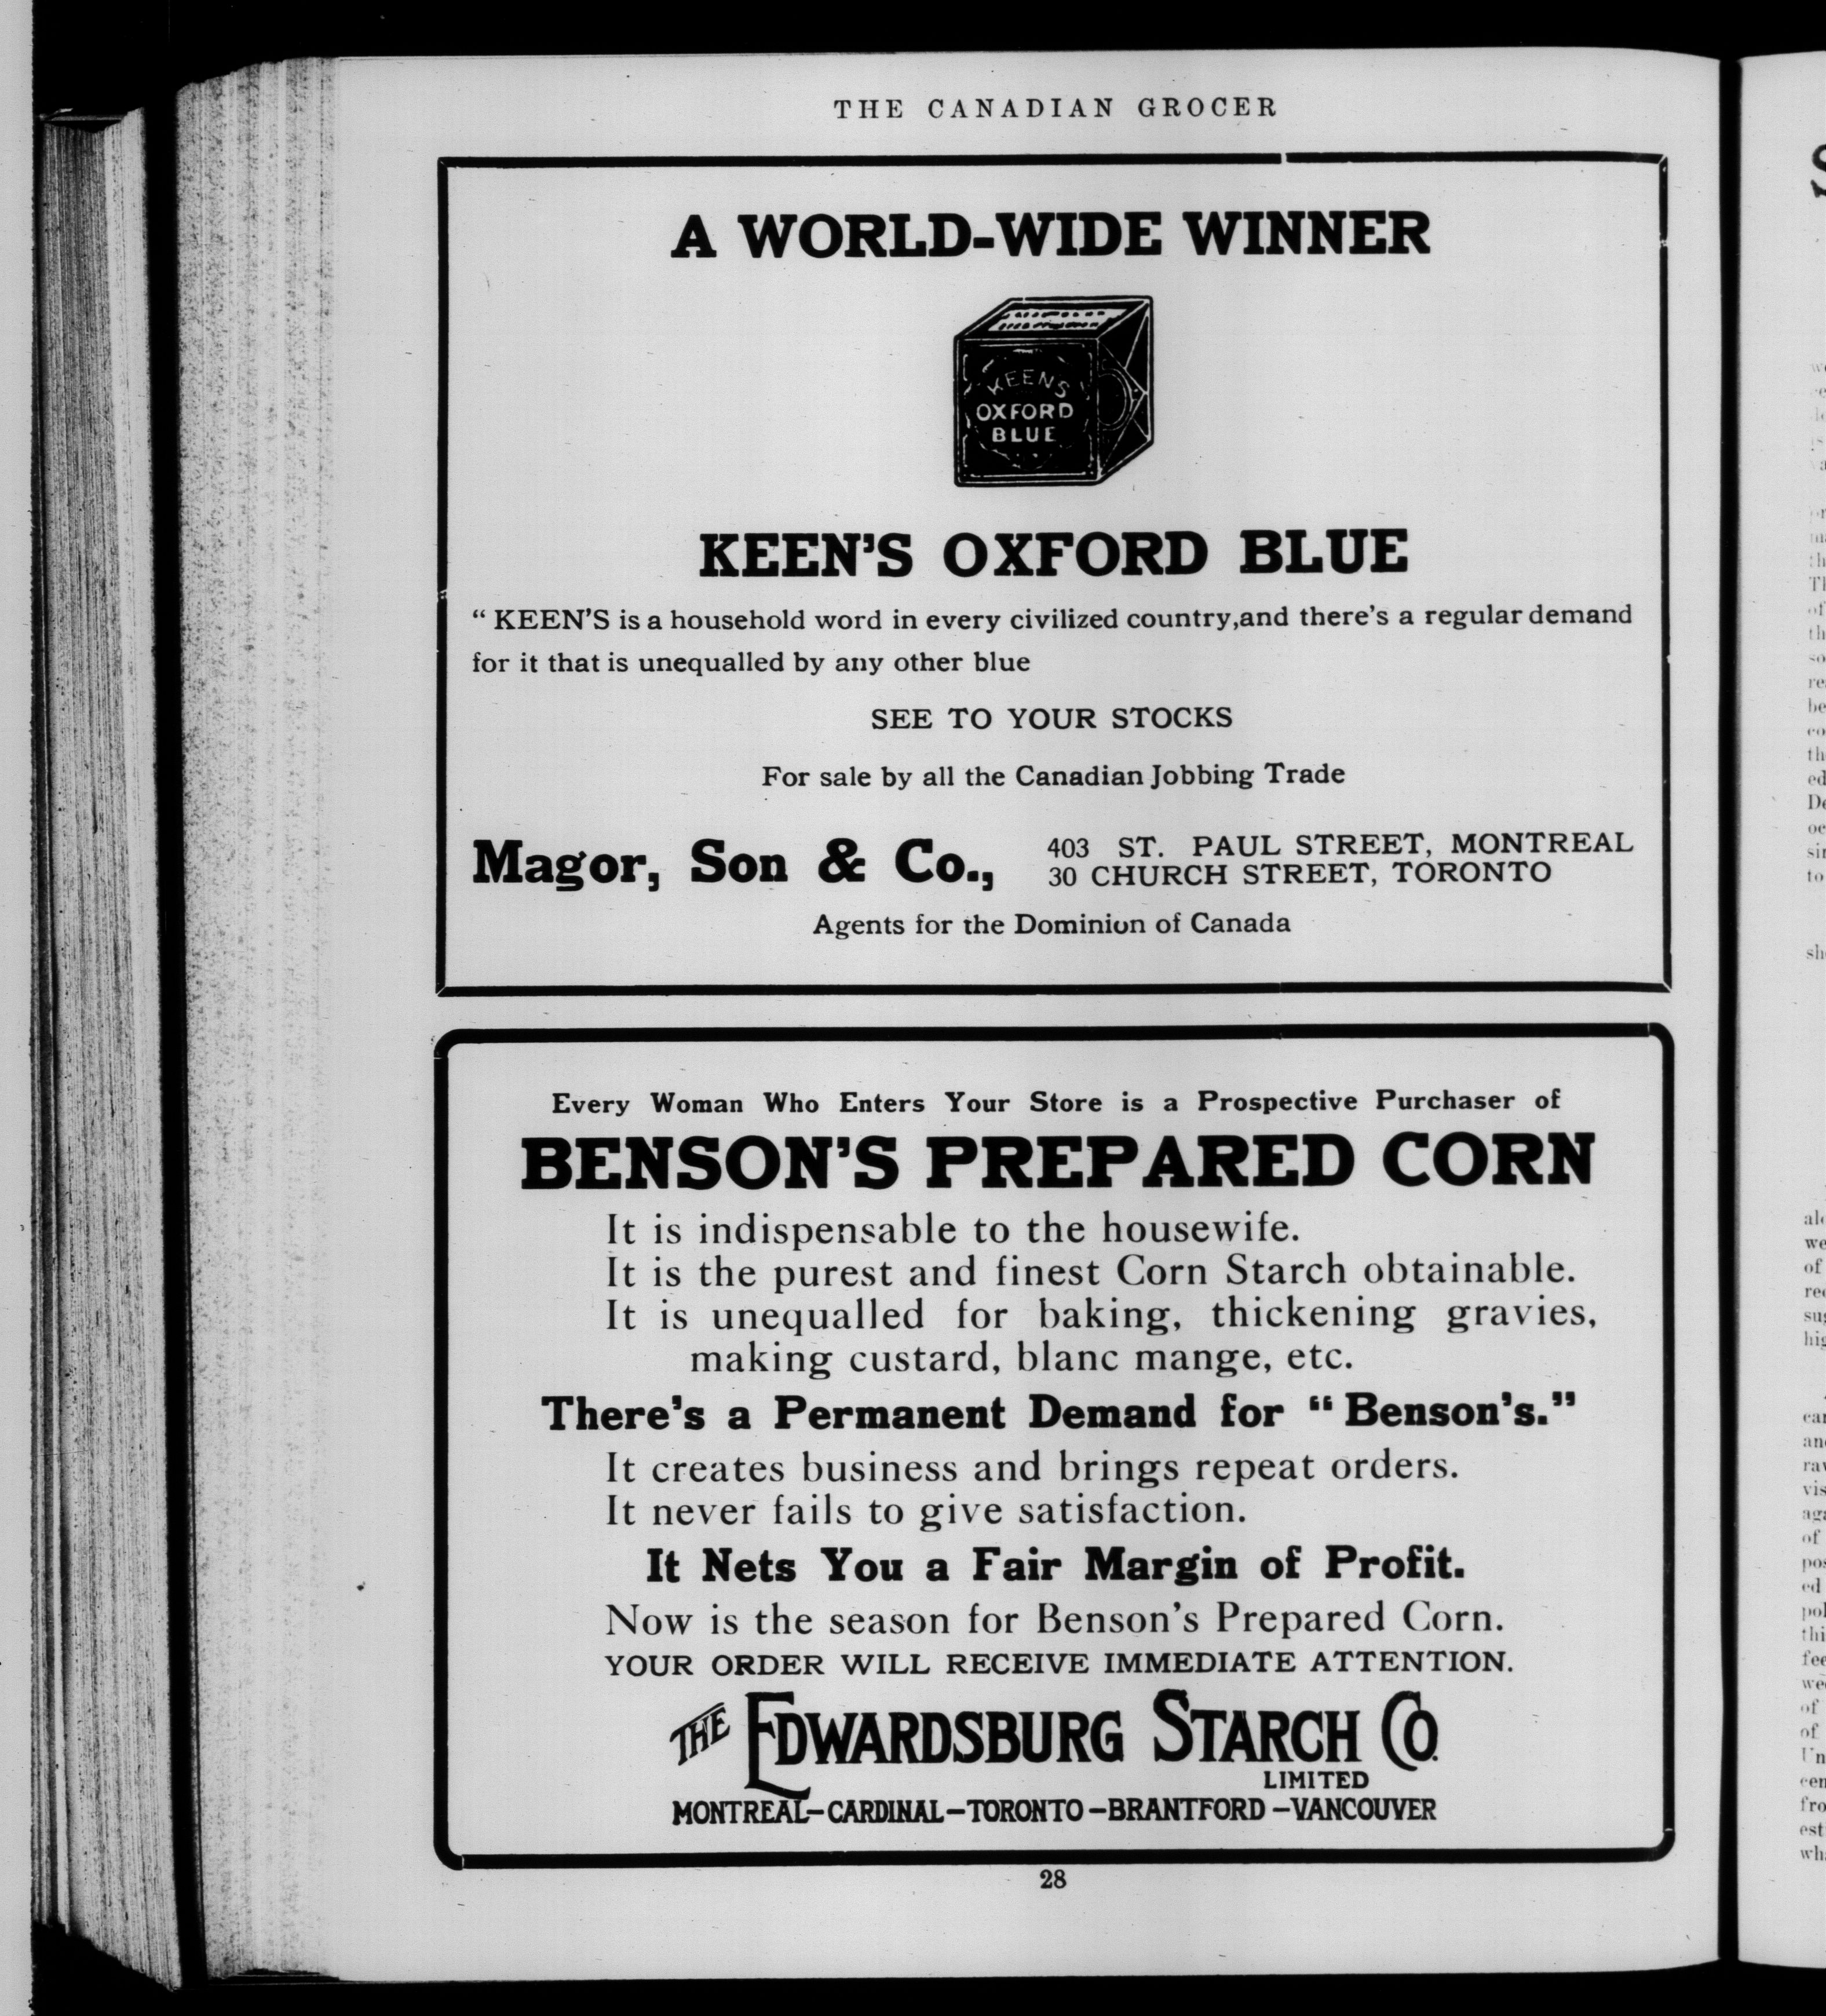 THE CANADIAN GROCER
A WORLD-WIDE WINNER
KEEN'S
OXFORD
BLUE
KEEN'S OXFORD BLUE
“ KEEN'S is a household word in every civilized country,and there's a regular demand
for it that is unequalled by any other blue
SEE TO YOUR STOCKS
For sale by all the Canadian Jobbing Trade
Magor, Son & Co.,
403 ST. PAUL STREET, MONTREAL
30 CHURCH STREET, TORONTO
Agents for the Dominion of Canada
Every Woman Who Enters Your Store is a Prospective Purchaser of
BENSON'S PREPARED CORN
It is indispensable to the housewife.
It is the purest and finest Corn Starch obtainable.
It is unequalled for baking, thickening gravies,
making custard, blanc mange, etc.
There's a Permanent Demand for “ Benson's.”
It creates business and brings repeat orders.
It never fails to give satisfaction.
It Nets You a Fair Margin of Profit.
Now is the season for Benson's Prepared Corn.
YOUR ORDER WILL RECEIVE IMMEDIATE ATTENTION.
THE EDWARDSBURG STARCH CO.
LIMITED
MONTREAL–CARDINAL–TORONTO–BRANTFORD–VANCOUVER
28